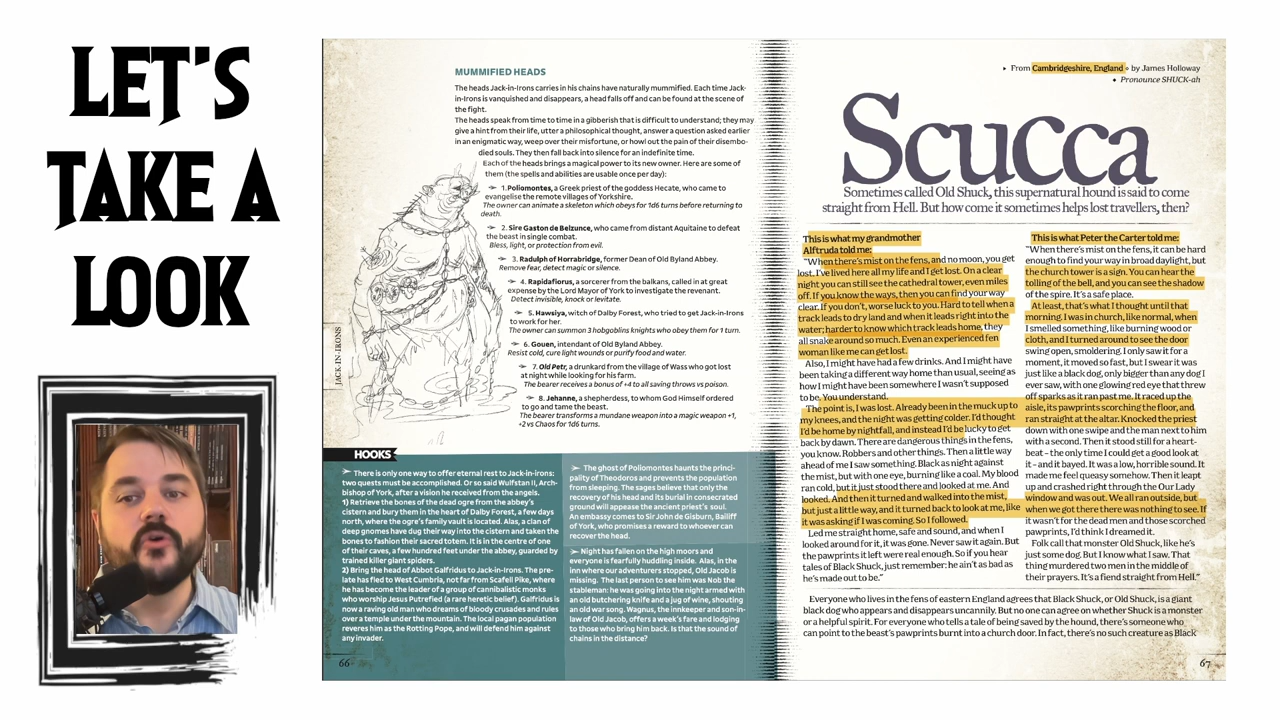 LET'S
TAKE A
LOOK
MUMMIFIED HEADS
The heads Jack-in-Irons carries in his chains have naturally mummified. Each time Jack-
in-Irons is vanquished and disappears, a head falls off and can be found at the scene of
the fight.
The heads speak from time to time in a gibberish that is difficult to understand; they may
give a hint from their life, utter a philosophical thought, answer a question asked earlier
in an enigmatic way, weep over their misfortune, or howl out the pain of their disembo-
died souls. They then fall back into silence for an indefinite time.
Each of the heads brings a magical power to its new owner. Here are some of
them (the spells and abilities are usable once per day):
1. Poliomontes, a Greek priest of the goddess Hecate, who came to
evangelise the remote villages of Yorkshire.
The owner can animate a skeleton which obeys for 1d6 turns before returning to
death.
2. Sire Gaston de Belzunce, who came from distant Aquitaine to defeat
the beast in single combat.
Bless, light, or protection from evil.
3. Radulph of Horrabridge, former Dean of Old Byland Abbey.
Remove fear, detect magic or silence.
4. Rapidafiorus, a sorcerer from the balkans, called in at great
expense by the Lord Mayor of York to investigate the revenant.
Detect invisible, knock or levitate.
5. Hawsiya, witch of Dalby Forest, who tried to get Jack-in-Irons
to work for her.
The owner can summon 3 hobgoblins knights who obey them for 1 turn.
6. Gouen, intendant of Old Byland Abbey.
Resist cold, cure light wounds or purify food and water.
7. Old Petr, a drunkard from the village of Wass who got lost
at night while looking for his farm.
The bearer receives a bonus of +4 to all saving throws vs poison.
8. Jehanne, a shepherdess, to whom God Himself ordered
to go and tame the beast.
The bearer transforms a mundane weapon into a magic weapon +1,
+2 vs Chaos for 1d6 turns.
JACK-IN-IRONS
HOOKS
There is only one way to offer eternal rest to Jack-in-irons:
two quests must be accomplished. Or so said Wulfstan II, Arch-
bishop of York, after a vision he received from the angels.
1) Retrieve the bones of the dead ogre from the abbey's
cistern and bury them in the heart of Dalby Forest, a few days
north, where the ogre's family vault is located. Alas, a clan of
deep gnomes have dug their way into the cistern and taken the
bones to fashion their sacred totem. It is in the centre of one
of their caves, a few hundred feet under the abbey, guarded by
trained killer giant spiders.
2) Bring the head of Abbot Galfridus to Jack-in-Irons. The pre-
late has fled to West Cumbria, not far from Scafell Pike, where
he has become the leader of a group of cannibalistic monks
who worship Jesus Putrefied (a rare heretic belief). Galfridus is
now a raving old man who dreams of bloody crusades and rules
over a temple under the mountain. The local pagan population
reveres him as the Rotting Pope, and will defend him against
any invader.
The ghost of Poliomontes haunts the princi-
pality of Theodoros and prevents the population
from sleeping. The sages believe that only the
recovery of his head and its burial in consecrated
ground will appease the ancient priest's soul.
An embassy comes to Sir John de Gisburn, Bailiff
of York, who promises a reward to whoever can
recover the head.
Night has fallen on the high moors and
everyone is fearfully huddling inside. Alas, in the
inn where our adventurers stopped, Old Jacob is
missing. The last person to see him was Nob the
stableman: he was going into the night armed with
an old butchering knife and a jug of wine, shouting
an old war song. Wagnus, the innkeeper and son-in-
law of Old Jacob, offers a week's fare and lodging
to those who bring him back. Is that the sound of
chains in the distance?
66
From Cambridgeshire, England by James Holloway
Pronounce SHUCK-ah
Scucca
Sometimes called Old Shuck, this supernatural hound is said to come
straight from Hell. But how come it sometimes helps lost travellers, then?
This is what my grandmother
Alftruda told me:
"When there's mist on the fens, and no moon, you get
lost. I've lived here all my life and I get lost. On a clear
night you can still see the cathedral tower, even miles
off. If you know the ways, then you can find your way
clear. If you don't, worse luck to you. Hard to tell when a
track leads to dry land and when it leads right into the
water; harder to know which track leads home, they
all snake around so much. Even an experienced fen
woman like me can get lost.
Also, I might have had a few drinks. And I might have
been taking a different way home than usual, seeing as
how I might have been somewhere I wasn't supposed
to be. You understand.
The point is, I was lost. Already been in the muck up to
my knees, and the night was getting colder. I'd thought
I'd be home by nightfall, and instead I'd be lucky to get
back by dawn. There are dangerous things in the fens,
you know. Robbers and other things. Then a little way
ahead of me I saw something. Black as night against
the mist, but with one eye, burning like a coal. My blood
ran cold, but it just stood there and looked at me. And
looked. And then it turned and walked into the mist,
but just a little way, and it turned back to look at me, like
it was asking if I was coming. So I followed.
Led me straight home, safe and sound, and when I
looked around for it, it was gone. Never saw it again. But
the pawprints it left were real enough. So if you hear
tales of Black Shuck, just remember: he ain't as bad as
he's made out to be."
This is what Peter the Carter told me:
"When there's mist on the fens, it can be hard
enough to find your way in broad daylight, but
the church tower is a sign. You can hear the
tolling of the bell, and you can see the shadow
of the spire. It's a safe place.
At least, that's what I thought until that
morning. I was in church, like normal, when
I smelled something, like burning wood or
cloth, and I turned around to see the door
swing open, smoldering. I only saw it for a
moment, it moved so fast, but I swear it was
just like a black dog, only bigger than any dog I
ever saw, with one glowing red eye that threw
off sparks as it ran past me. It raced up the
aisle, its pawprints scorching the floor, and
ran straight at the altar. Knocked the priest
down with one swipe and the man next to him
with a second. Then it stood still for a heart
beat – the only time I could get a good look at
it – and it bayed. It was a low, horrible sound. It
made me feel queasy somehow. Then it leapt
up and crashed right through the Our Lady
window and was out. We all ran outside, but
when we got there there was nothing to see. If
it wasn't for the dead men and those scorched
pawprints, I'd think I dreamed it.
Folk call that monster Old Shuck, like he's
just some dog. But I know what I saw. That
thing murdered two men in the middle of
their prayers. It's a fiend straight from Hell."
Everyone who lives in the fens of eastern England agrees that Black Shuck, or Old Shuck, is a giant
black dog who appears and disappears uncannily. But no one can agree on whether Shuck is a monster
or a helpful spirit. For everyone who has a tale of being saved by the hound, there's someone who
can point to the beast's pawprints burnt into a church door. In fact, there's no such creature as Black
67